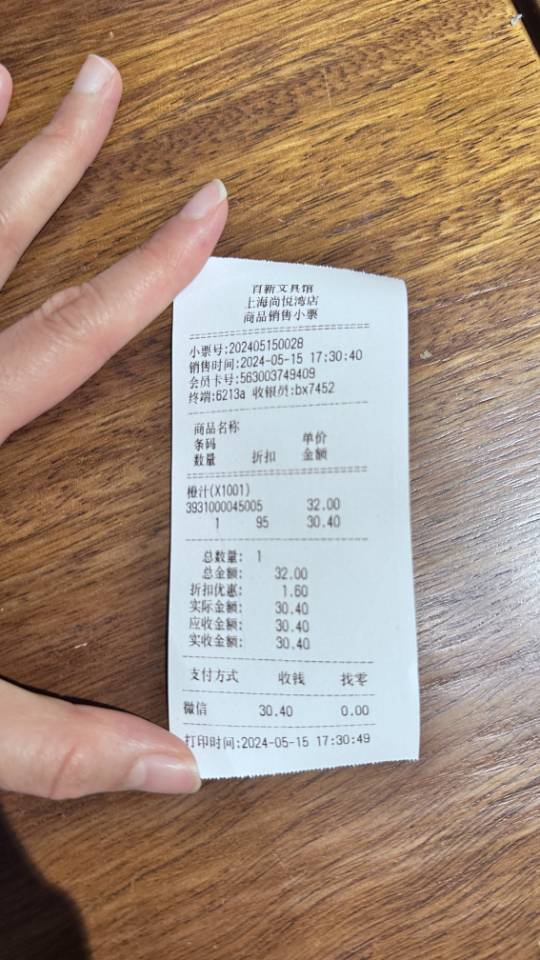 百新文具馆
上海尚悦湾店
商品销售小票
小票号:202405150028
销售时间:2024-05-15 17:30:40
会员卡号:563003749409
终端:6213a 收银员:bx7452
商品名称
条码 单价
数量 折扣 金额
橙汁(X1001)
3931000045005 32.00
1 95 30.40
总数量: 1
总金额: 32.00
折扣优惠: 1.60
实际金额: 30.40
应收金额: 30.40
实收金额: 30.40
支付方式 收钱 找零
微信 30.40 0.00
打印时间:2024-05-15 17:30:49